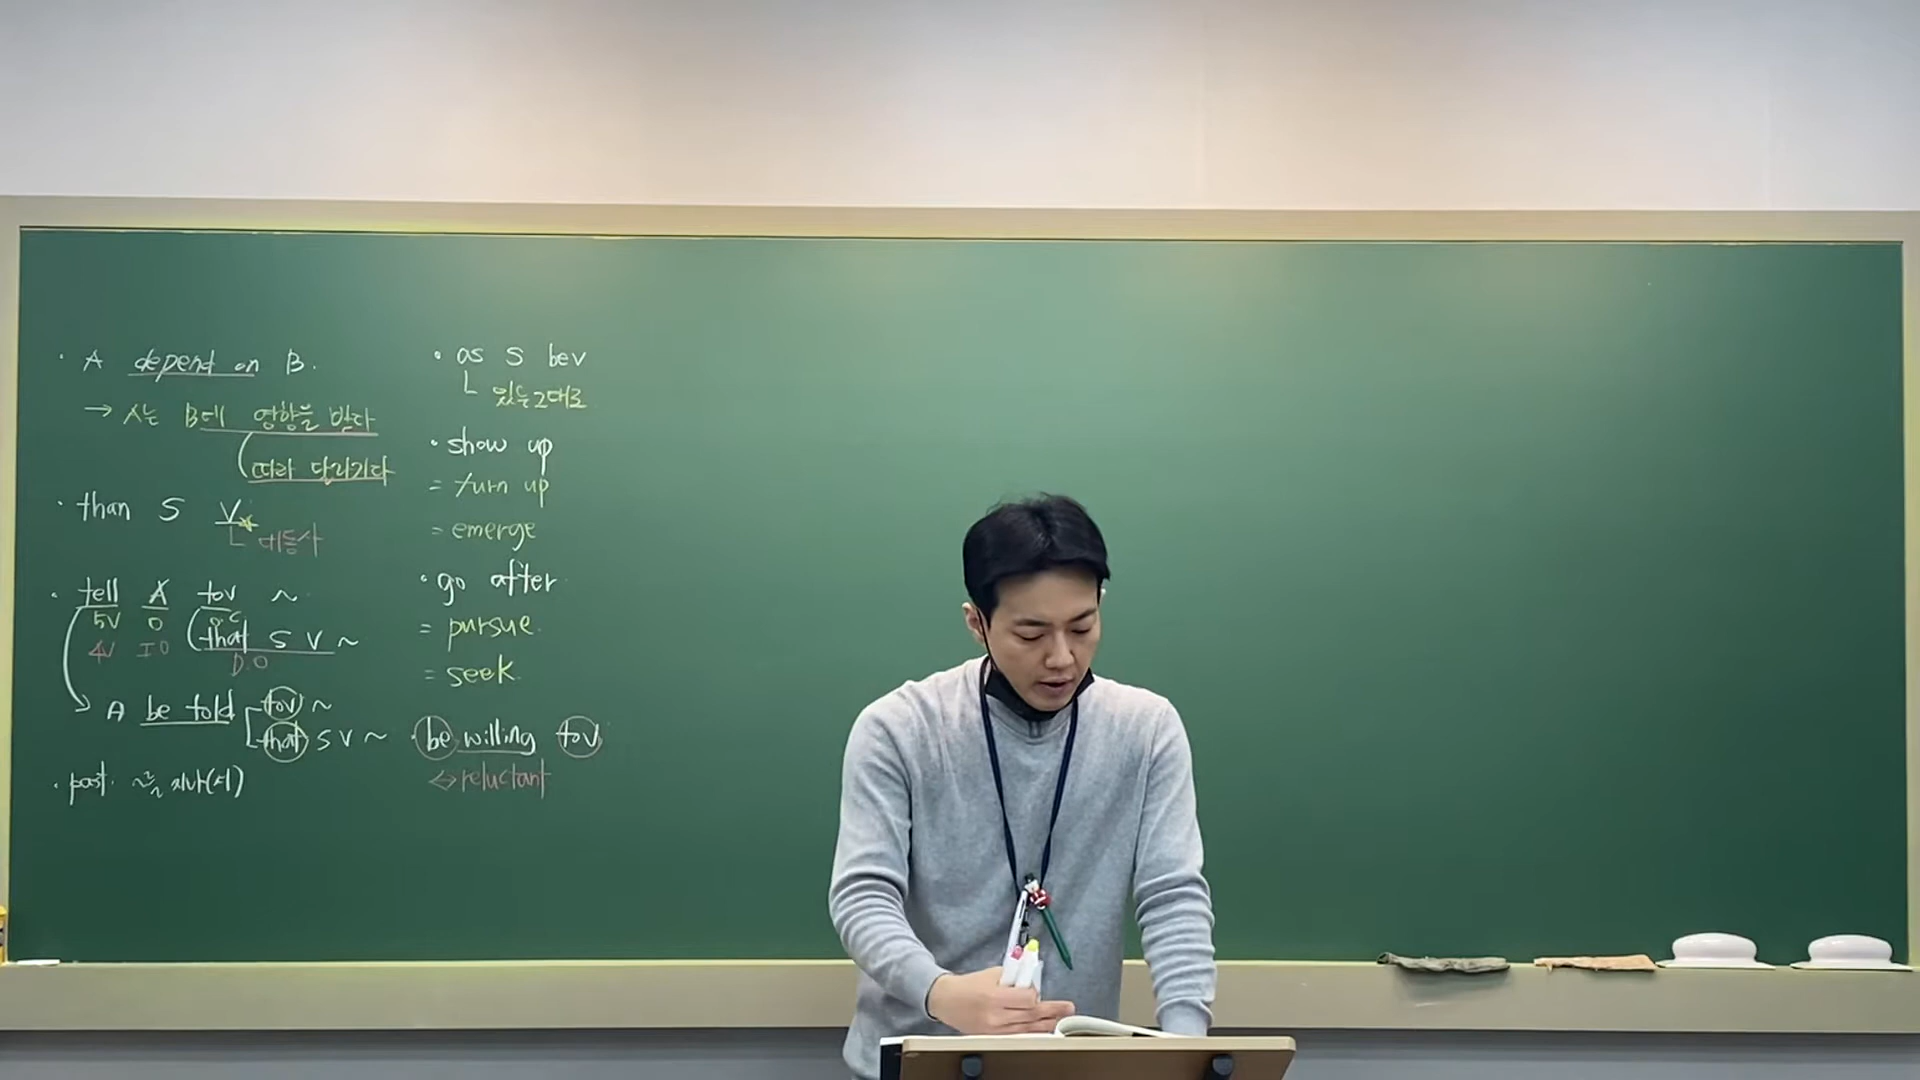 · A depend on B.
→ A는 B에 영향을 받다
(따라 달라지다
· than S V
└ 대동사
· tell A tov ~
5V O O.C
(that S V ~
4V I.O D.O
A be told tov ~
that S V ~
· past. ~을 지나(서)
· as S bev
└ 있는 그대로
· show up
= turn up
= emerge
· go after
= pursue.
= seek.
· be willing tov
↔ reluctant